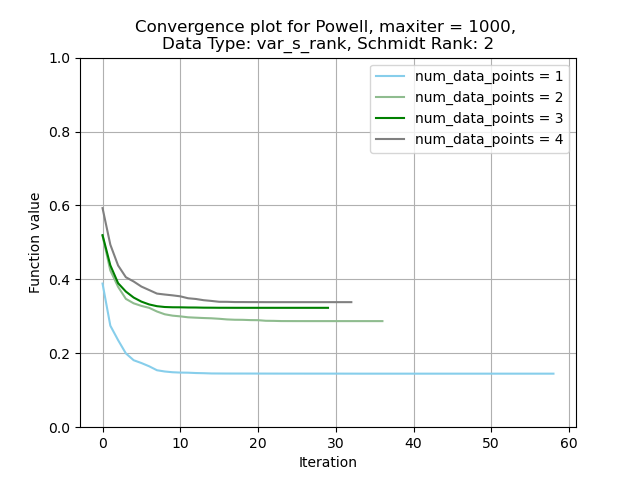 Convergence plot for Powell, maxiter = 1000,
Data Type: var_s_rank, Schmidt Rank: 2
num_data_points = 1
num_data_points = 2
num_data_points = 3
num_data_points = 4
1.0
0.8
0.6
0.4
0.2
0.0
Function value
0 10 20 30 40 50 60
Iteration